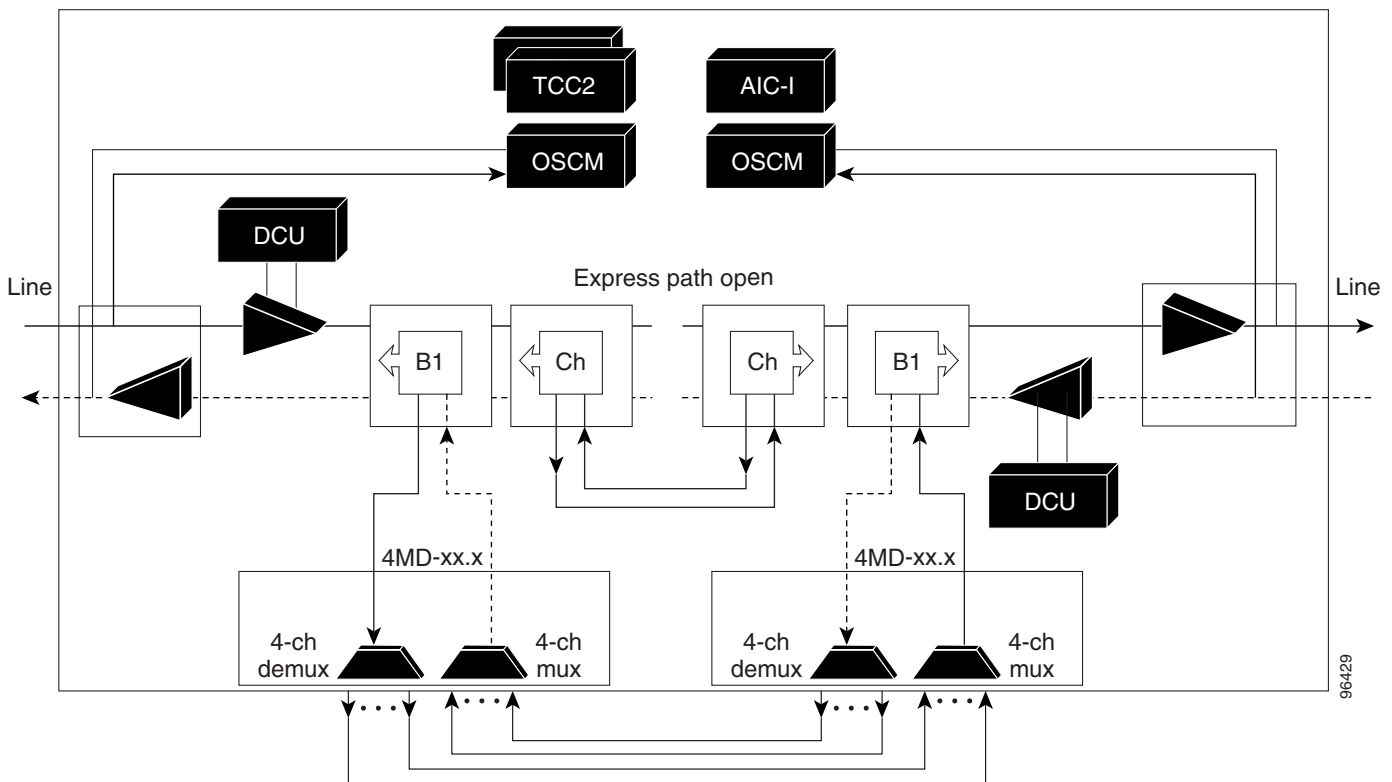 TCC2
AIC-I
OSCM
OSCM
DCU
Express path open
Line
Line
B1
Ch
Ch
B1
DCU
4MD-xx.x
4MD-xx.x
4-ch
demux
4-ch
mux
4-ch
demux
4-ch
mux
96429